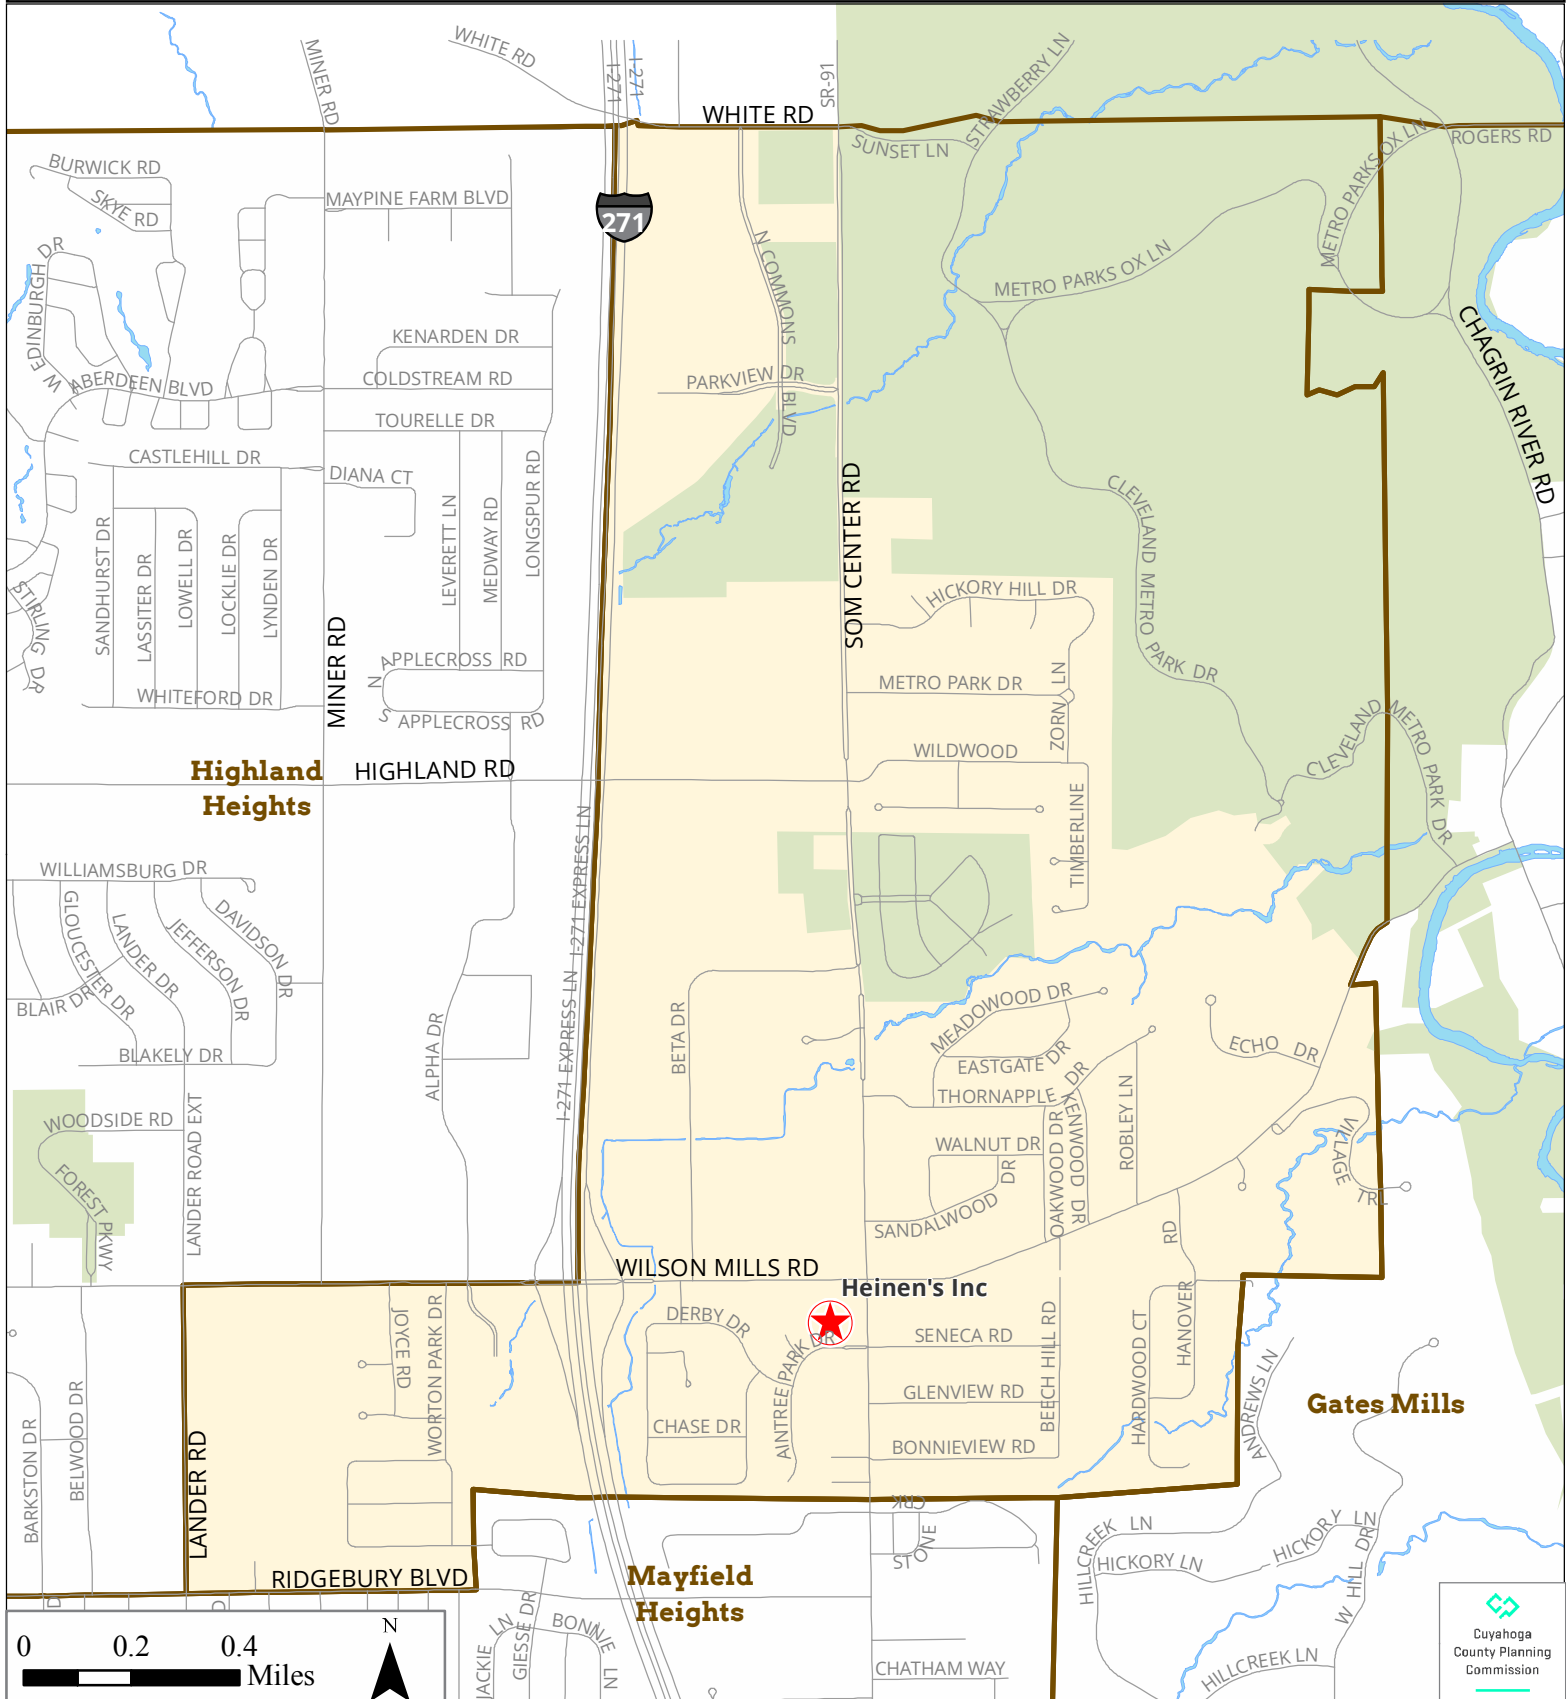 WHITE RD
MINER RD
I-271
I-271
SR-91
STRAWBERRY LN
WHITE RD
SUNSET LN
METRO PARKS OX LN
ROGERS RD
BURWICK RD
SKYE RD
MAYPINE FARM BLVD
271
W EDINBURGH DR
N COMMONS BLVD
METRO PARKS OX LN
CHAGRIN RIVER RD
KENARDEN DR
COLDSTREAM RD
PARKVIEW DR
ABERDEEN BLVD
TOURELLE DR
CASTLEHILL DR
DIANA CT
SANDHURST DR
LASSITER DR
LOWELL DR
LOCKLIE DR
LYNDEN DR
LEVERETT LN
MEDWAY RD
LONGSPUR RD
SOM CENTER RD
CLEVELAND METRO PARK DR
STIRLING DR
HICKORY HILL DR
MINER RD
N APPLECROSS RD
S APPLECROSS RD
WHITEFORD DR
METRO PARK DR
ZORN LN
CLEVELAND METRO PARK DR
WILDWOOD
Highland
Heights
HIGHLAND RD
TIMBERLINE
I-271 EXPRESS LN
I-271 EXPRESS LN
WILLIAMSBURG DR
GLOUCESTER DR
LANDER DR
JEFFERSON DR
DAVIDSON DR
BLAIR DR
BLAKELY DR
ALPHA DR
BETA DR
MEADOWOOD DR
EASTGATE DR
THORNAPPLE DR
ECHO DR
WOODSIDE RD
FOREST PKWY
LANDER ROAD EXT
WALNUT DR
SANDALWOOD DR
OAKWOOD DR
KENWOOD DR
ROBLEY LN
VILLAGE TRL
WILSON MILLS RD
Heinen's Inc
JOYCE RD
WORTON PARK DR
DERBY DR
AINTREE PARK DR
SENECA RD
BEECH HILL RD
HARDWOOD CT
HANOVER RD
ANDREWS LN
GLENVIEW RD
CHASE DR
BONNIEVIEW RD
Gates Mills
BARKSTON DR
BELWOOD DR
LANDER RD
STONE CRK
HILLCREEK LN
HICKORY LN
HICKORY LN
W HILL DR
RIDGEBURY BLVD
Mayfield
Heights
D
D
JACKIE LN
GIESSE DR
BONNIE LN
CHATHAM WAY
HILLCREEK LN
0 0.2 0.4
Miles
N
Cuyahoga
County Planning
Commission